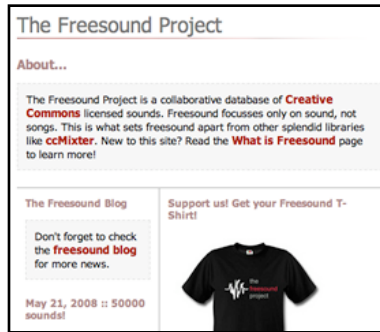 The Freesound Project
About...
The Freesound Project is a collaborative database of Creative
Commons licensed sounds. Freesound focusses only on sound, not
songs. This is what sets freesound apart from other splendid libraries
like ccMixter. New to this site? Read the What is Freesound page
to learn more!
The Freesound Blog
Don't forget to check
the freesound blog
for more news.
May 21, 2008 :: 50000
sounds!
Support us! Get your Freesound T-
Shirt!
the
freesound
project